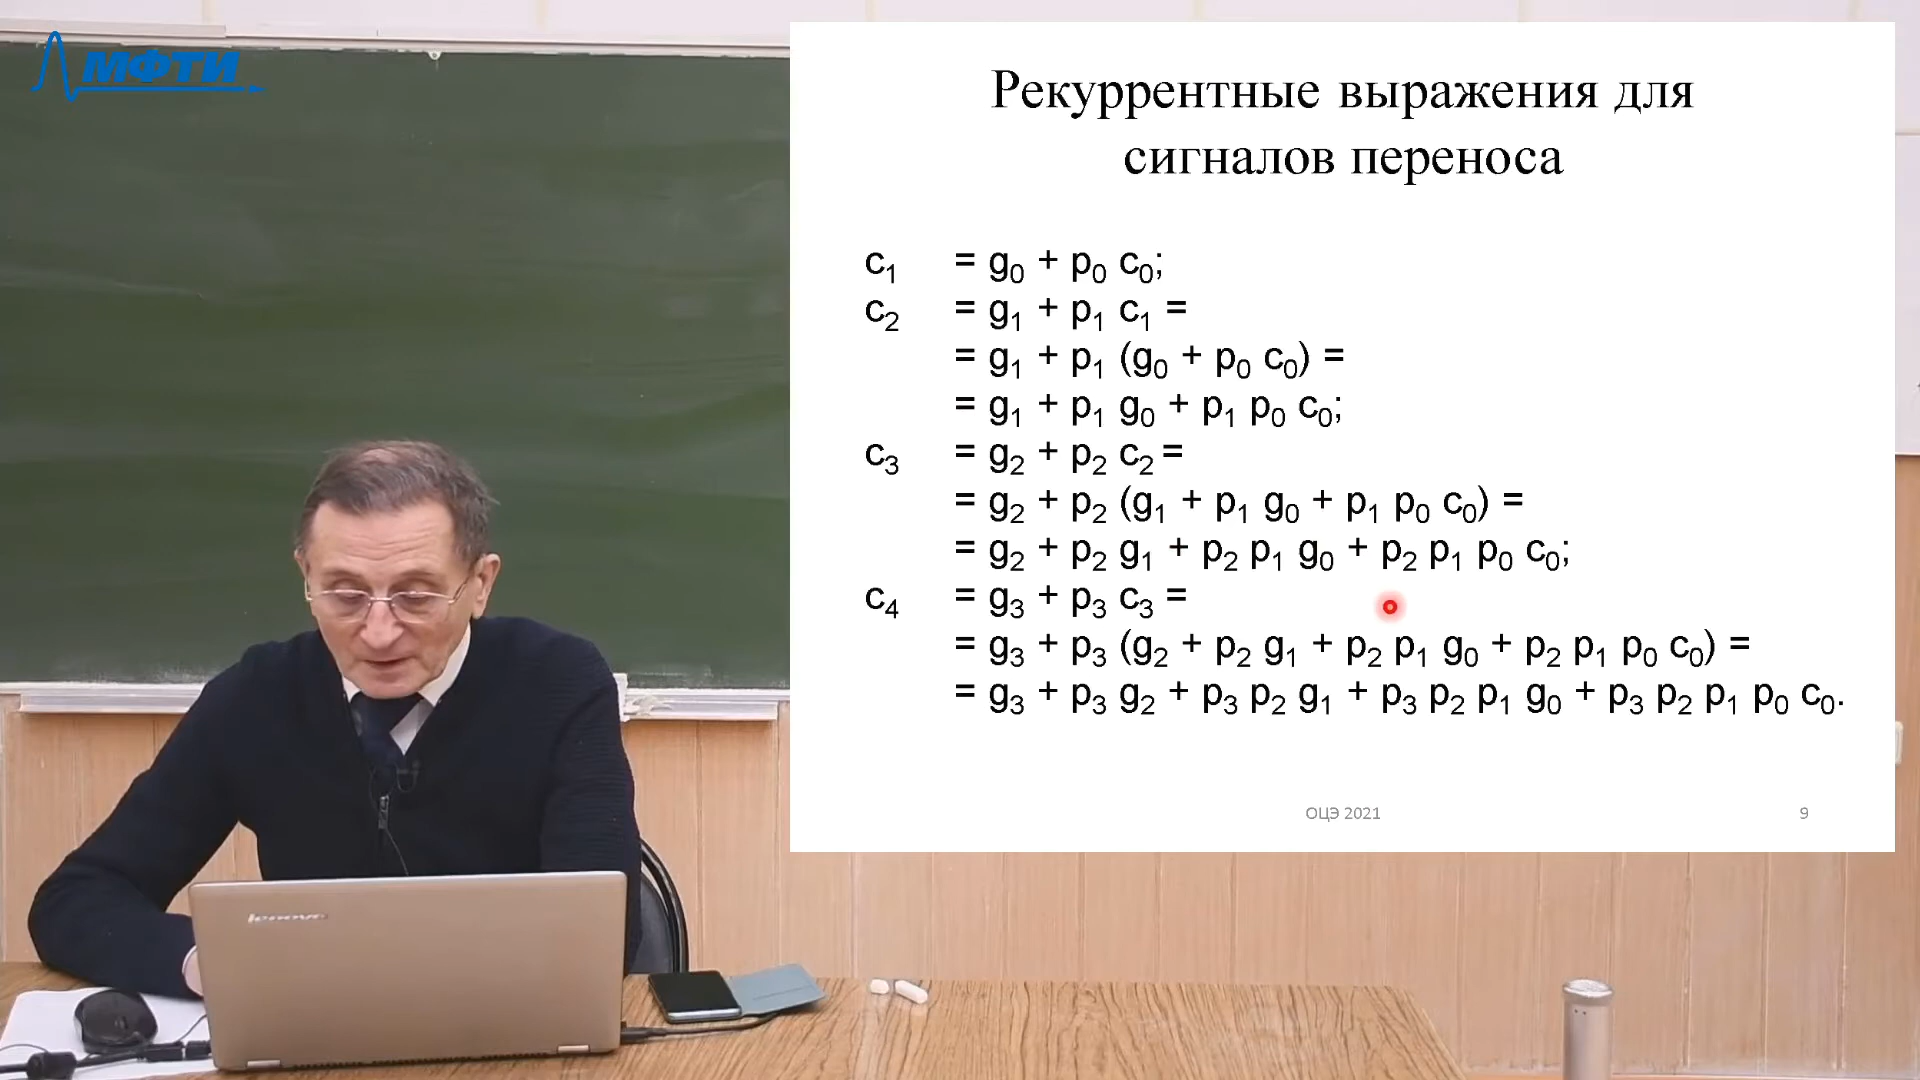 МФТИ
Рекуррентные выражения для
сигналов переноса
c₁ = g₀ + p₀ c₀;
c₂ = g₁ + p₁ c₁ =
= g₁ + p₁ (g₀ + p₀ c₀) =
= g₁ + p₁ g₀ + p₁ p₀ c₀;
c₃ = g₂ + p₂ c₂ =
= g₂ + p₂ (g₁ + p₁ g₀ + p₁ p₀ c₀) =
= g₂ + p₂ g₁ + p₂ p₁ g₀ + p₂ p₁ p₀ c₀;
c₄ = g₃ + p₃ c₃ =
= g₃ + p₃ (g₂ + p₂ g₁ + p₂ p₁ g₀ + p₂ p₁ p₀ c₀) =
= g₃ + p₃ g₂ + p₃ p₂ g₁ + p₃ p₂ p₁ g₀ + p₃ p₂ p₁ p₀ c₀.
ОЦЭ 2021 9
lenovo